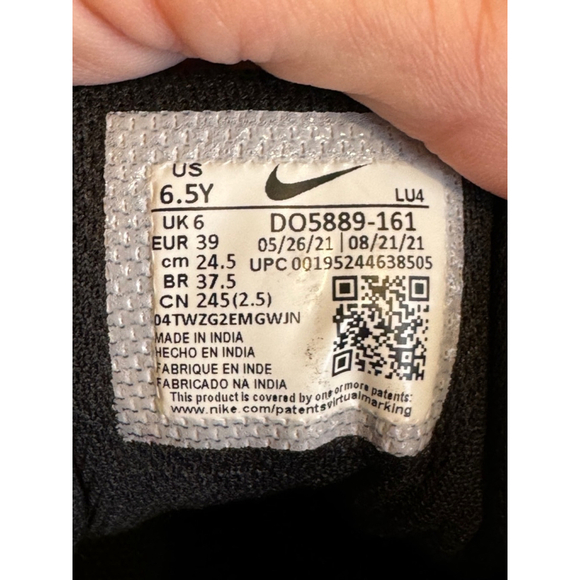 US
6.5Y
LU4
UK 6
DO5889-161
EUR 39
05/26/21 | 08/21/21
cm 24.5
UPC 00195244638505
BR 37.5
CN 245(2.5)
04TWZG2EMGWJN
MADE IN INDIA
HECHO EN INDIA
FABRIQUE EN INDE
FABRICADO NA INDIA
This product is covered by one or more patents:
www.nike.com/patentsvirtualmarking